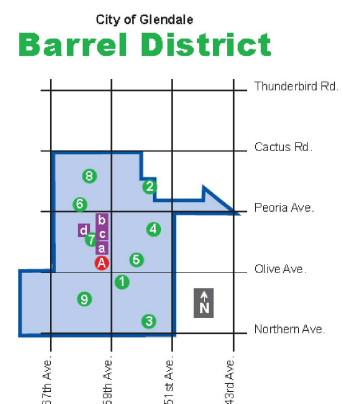 City of Glendale
Barrel District
Thunderbird Rd.
Cactus Rd.
8
2
6
Peoria Ave.
b
d
c
4
7
a
A
5
Olive Ave.
1
9
N
3
Northern Ave.
59th Ave.
51st Ave.
43rd Ave.